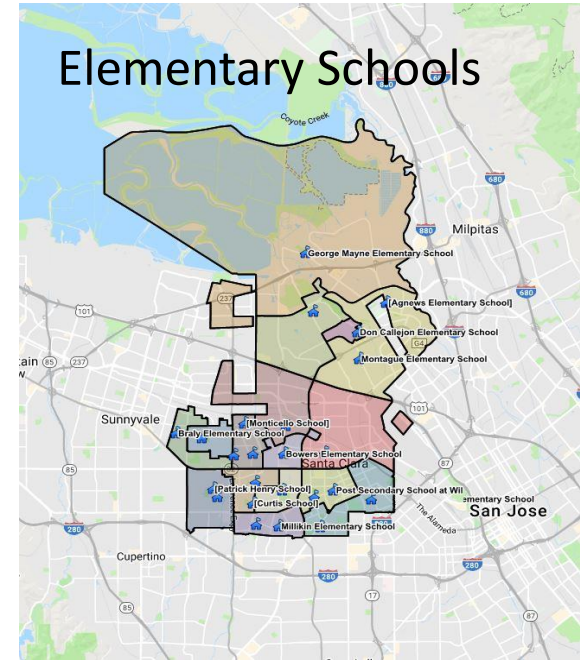 Elementary Schools
Coyote Creek
680
880
Milpitas
George Mayne Elementary School
237
[Agnews Elementary School]
101
Don Callejon Elementary School
G4
Montague Elementary School
85
237
101
Sunnyvale
[Monticello School]
Braly Elementary School
Bowers Elementary School
Santa Clara
85
87
[Patrick Henry School]
Post Secondary School at Wil
[Curtis School]
ementary School
San Jose
The Alameda
280
Millikin Elementary School
Cupertino
280
280
17
85
87